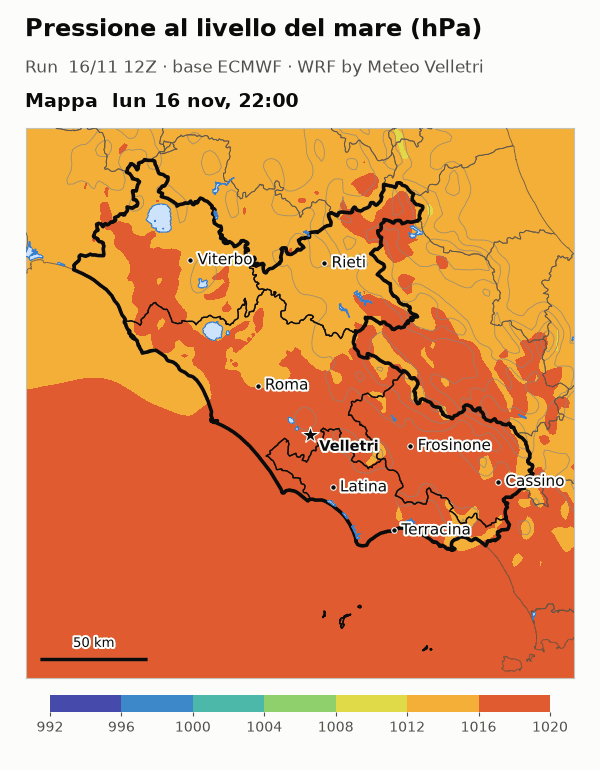 Pressione al livello del mare (hPa)
Run  16/11 12Z · base ECMWF · WRF by Meteo Velletri
Mappa  lun 16 nov, 22:00
Viterbo
Rieti
Roma
Velletri
Frosinone
Cassino
Latina
Terracina
50 km
992 996 1000 1004 1008 1012 1016 1020